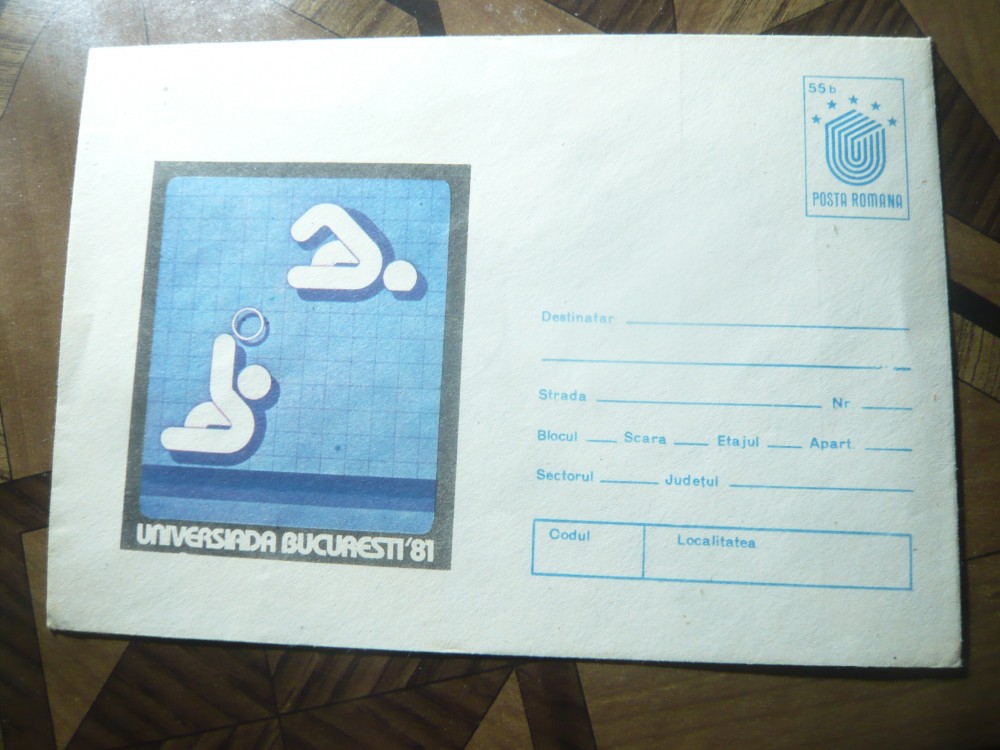 55 b
POSTA ROMANA
Destinatar
Strada Nr
Blocul Scara Etajul Apart.
Sectorul Județul
Codul Localitatea
UNIVERSIADA BUCURESTI '81